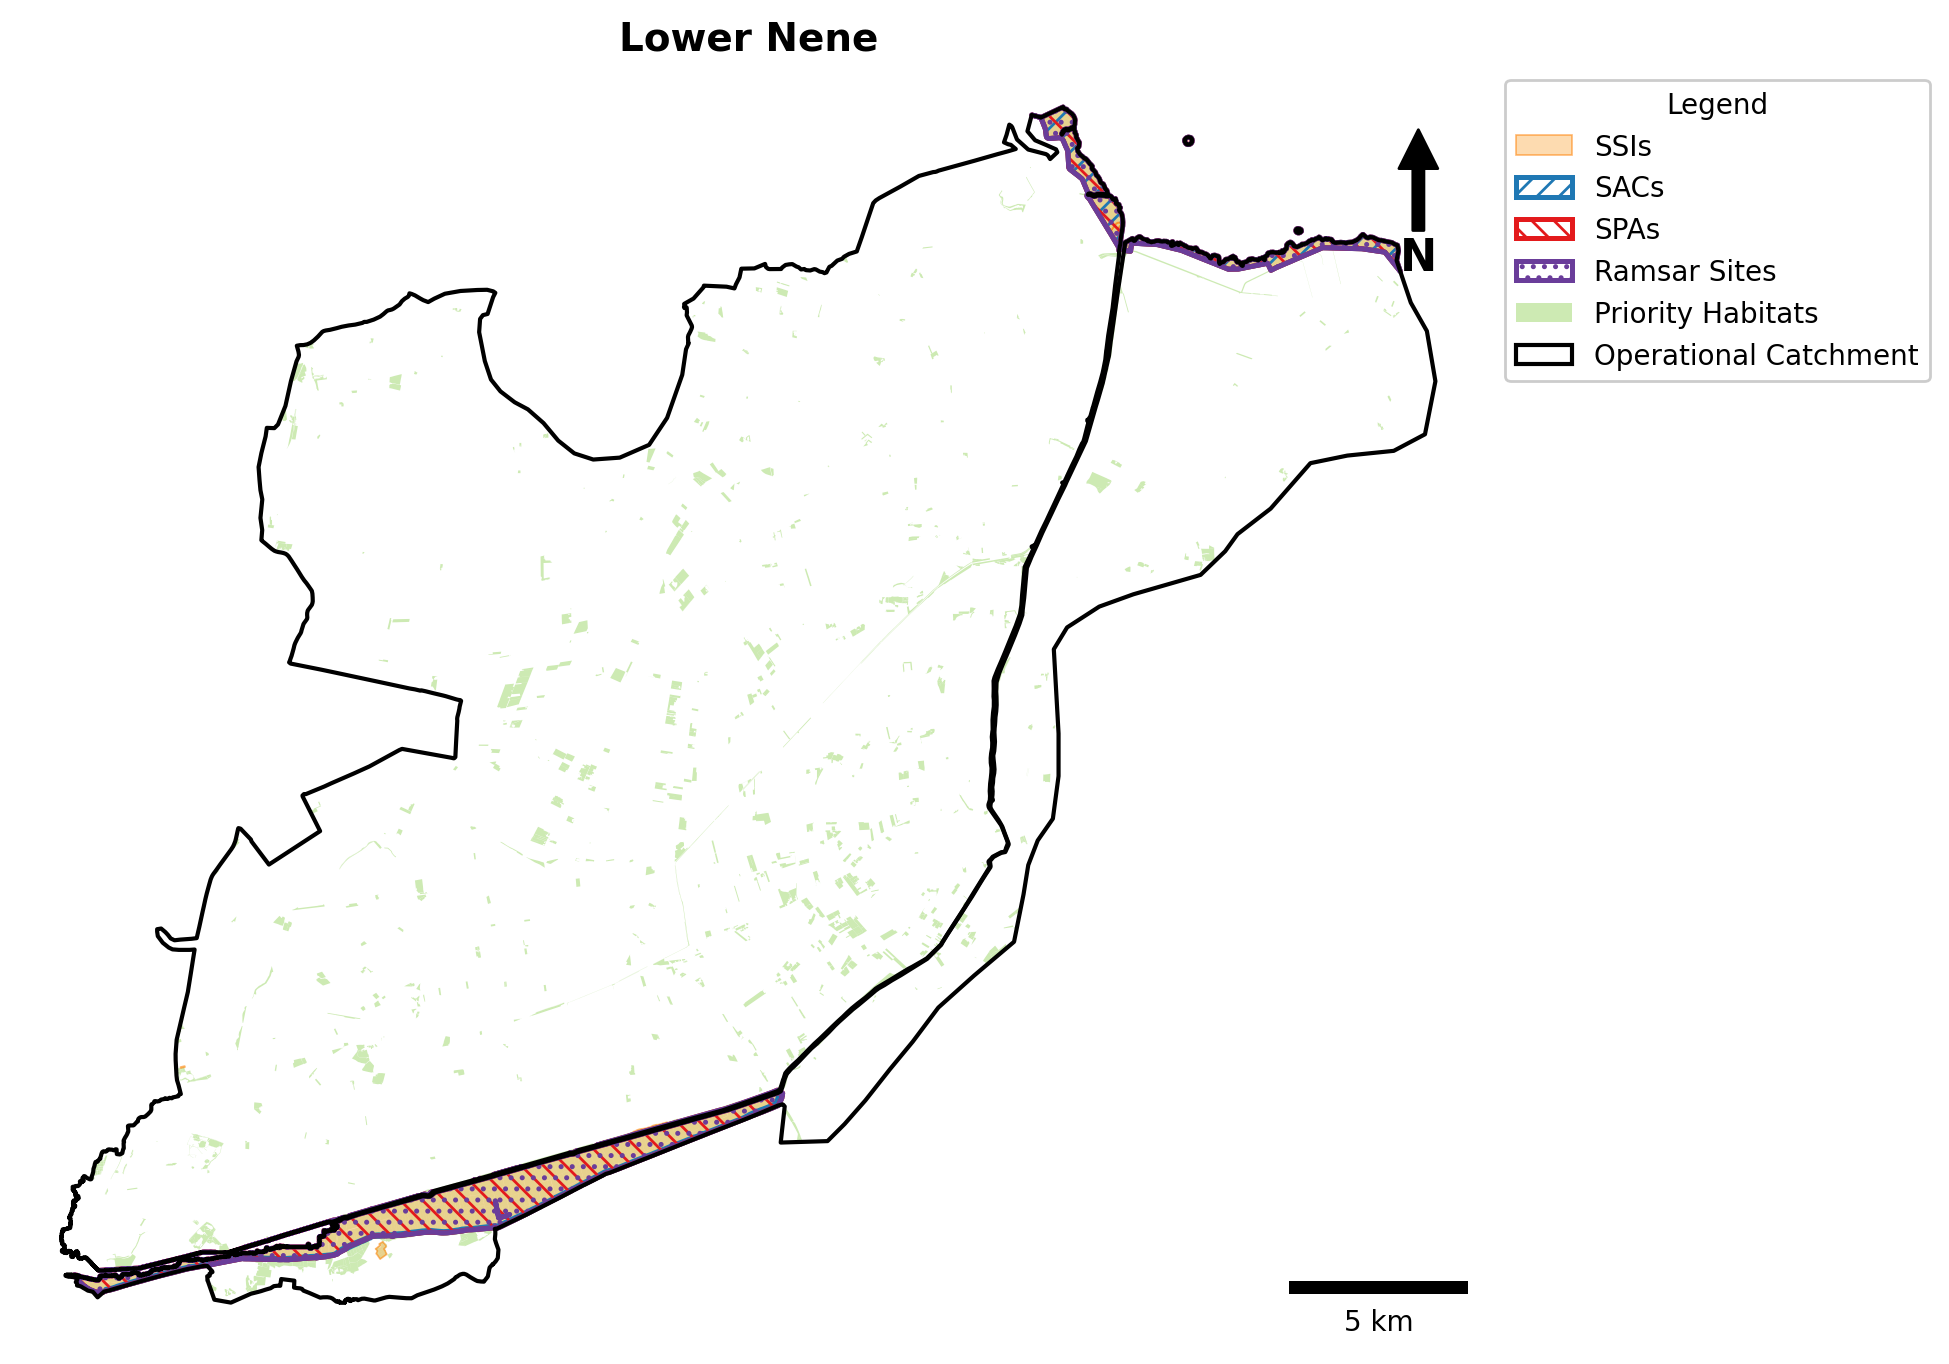 Lower Nene
Legend
SSIs
SACs
SPAs
Ramsar Sites
Priority Habitats
Operational Catchment
N
5 km